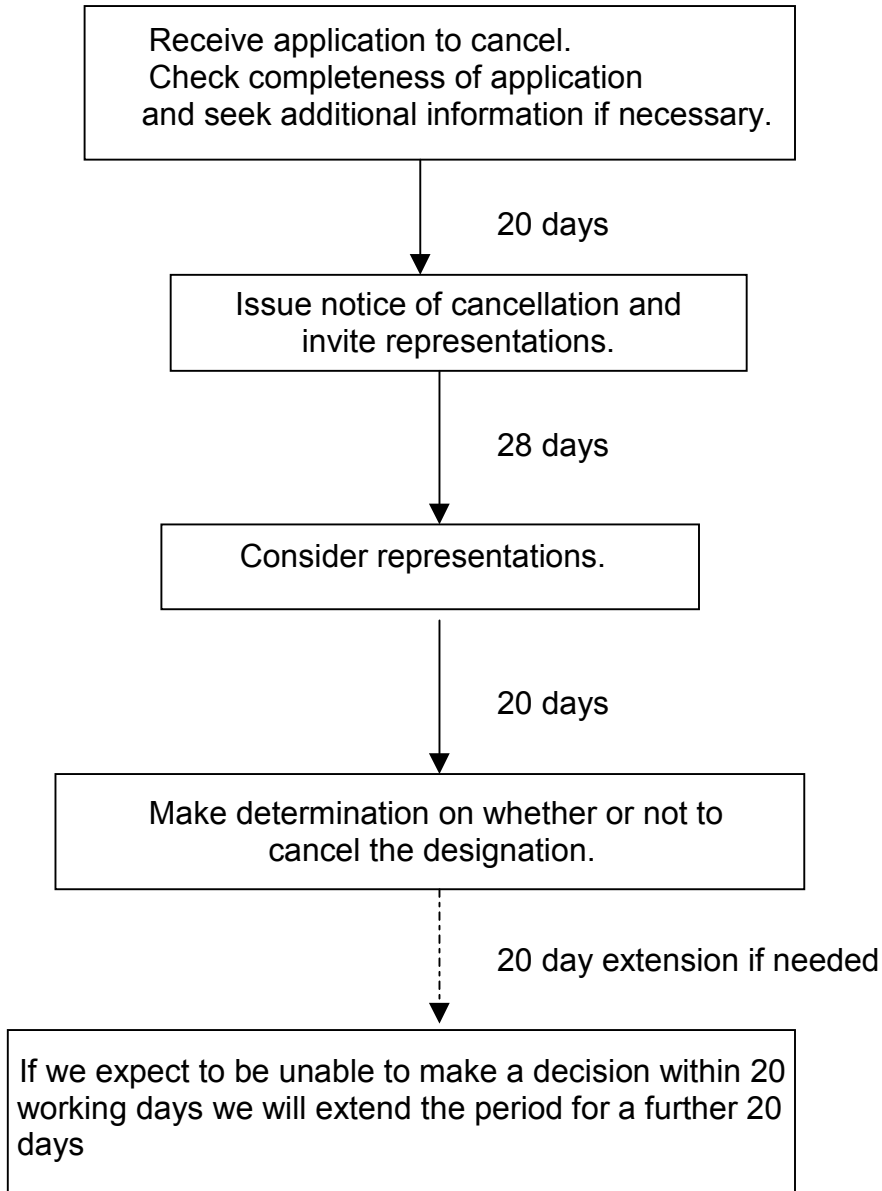 Receive application to cancel.
Check completeness of application
and seek additional information if necessary.
20 days
Issue notice of cancellation and
invite representations.
28 days
Consider representations.
20 days
Make determination on whether or not to
cancel the designation.
20 day extension if needed
If we expect to be unable to make a decision within 20
working days we will extend the period for a further 20
days